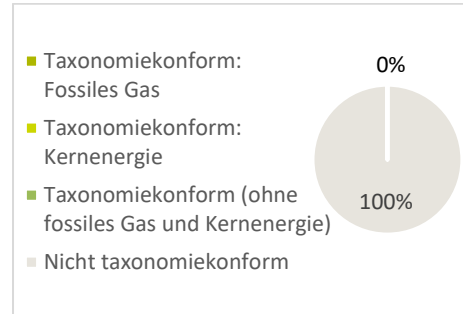 Taxonomiekonform:
Fossiles Gas
Taxonomiekonform:
Kernenergie
Taxonomiekonform (ohne
fossiles Gas und Kernenergie)
Nicht taxonomiekonform
0%
100%